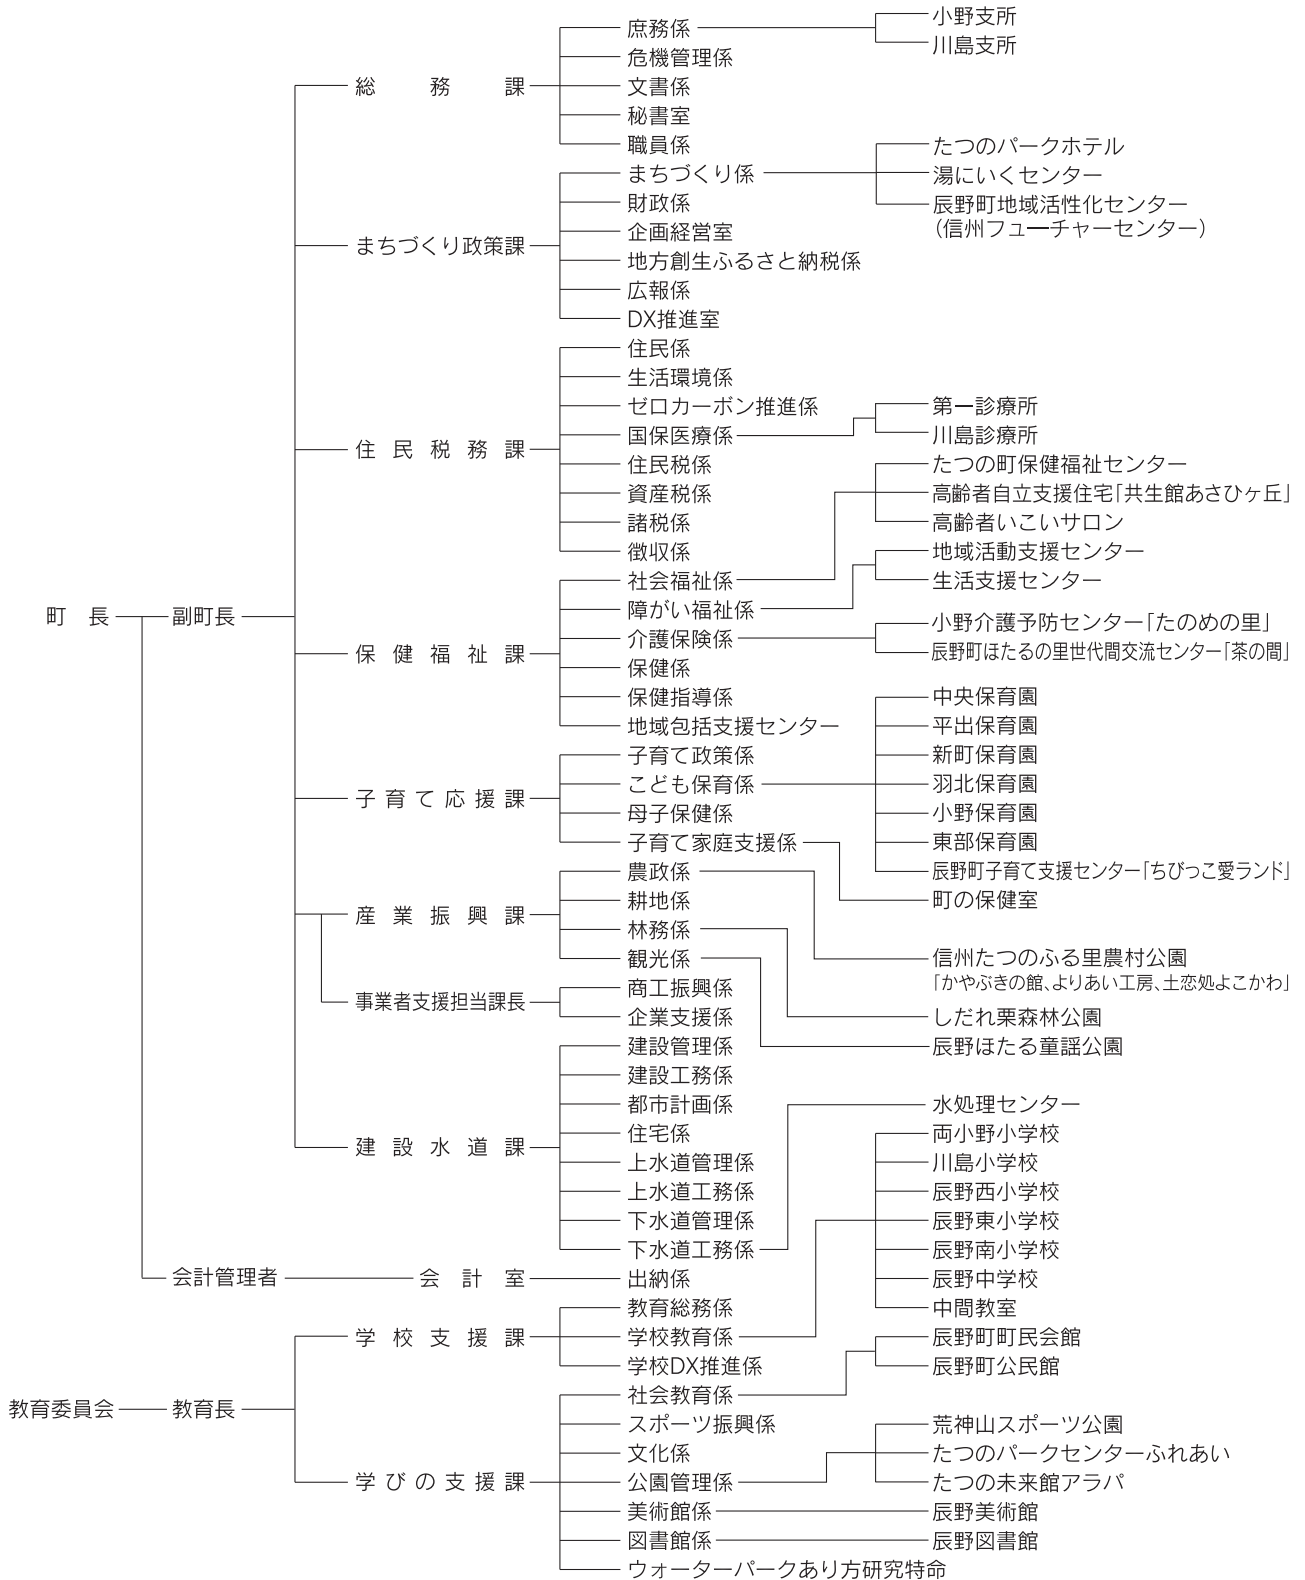 町長
副町長
総務課
庶務係
小野支所
川島支所
危機管理係
文書係
秘書室
職員係
まちづくり政策課
まちづくり係
たつのパークホテル
湯にいくセンター
辰野町地域活性化センター
(信州フューチャーセンター)
財政係
企画経営室
地方創生ふるさと納税係
広報係
DX推進室
住民税務課
住民係
生活環境係
ゼロカーボン推進係
国保医療係
第一診療所
川島診療所
住民税係
資産税係
諸税係
徴収係
保健福祉課
社会福祉係
たつの町保健福祉センター
高齢者自立支援住宅「共生館あさひヶ丘」
高齢者いこいサロン
障がい福祉係
地域活動支援センター
生活支援センター
介護保険係
小野介護予防センター「たのめの里」
辰野町ほたるの里世代間交流センター「茶の間」
保健係
保健指導係
地域包括支援センター
子育て応援課
子育て政策係
こども保育係
中央保育園
平出保育園
新町保育園
羽北保育園
小野保育園
東部保育園
辰野町子育て支援センター「ちびっこ愛ランド」
母子保健係
子育て家庭支援係
町の保健室
産業振興課
農政係
信州たつのふる里農村公園
「かやぶきの館、よりあい工房、土恋処よこかわ」
耕地係
林務係
しだれ栗森林公園
観光係
辰野ほたる童謡公園
事業者支援担当課長
商工振興係
企業支援係
建設水道課
建設管理係
建設工務係
都市計画係
住宅係
上水道管理係
上水道工務係
下水道管理係
下水道工務係
水処理センター
会計管理者
会計室
出納係
教育委員会
教育長
学校支援課
教育総務係
学校教育係
両小野小学校
川島小学校
辰野西小学校
辰野東小学校
辰野南小学校
辰野中学校
中間教室
学校DX推進係
学びの支援課
社会教育係
辰野町町民会館
辰野町公民館
スポーツ振興係
文化係
公園管理係
荒神山スポーツ公園
たつのパークセンターふれあい
たつの未来館アラパ
美術館係
辰野美術館
図書館係
辰野図書館
ウォーターパークあり方研究特命